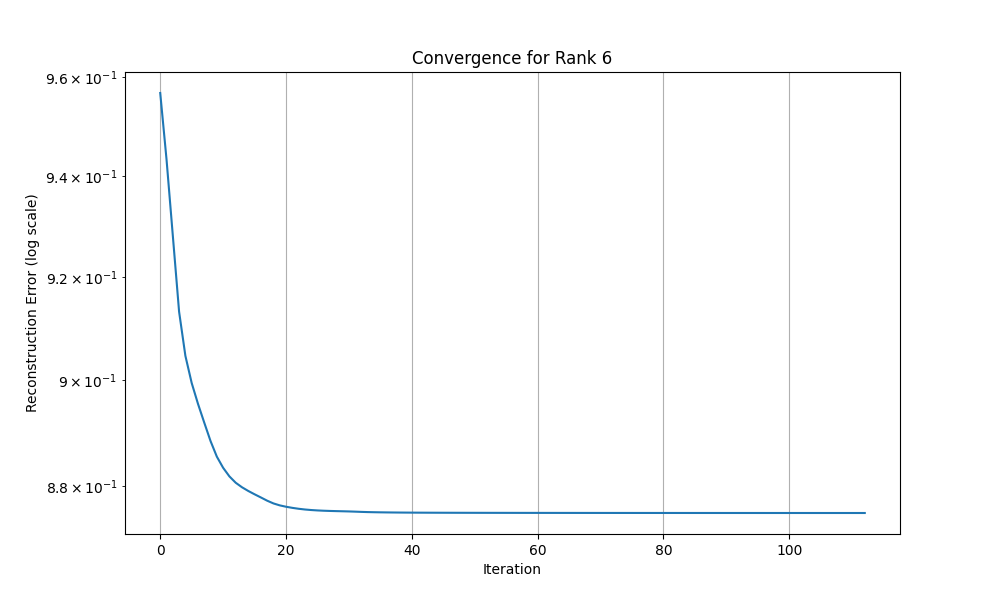 Convergence for Rank 6
Reconstruction Error (log scale)
9.6 × 10⁻¹
9.4 × 10⁻¹
9.2 × 10⁻¹
9 × 10⁻¹
8.8 × 10⁻¹
0 20 40 60 80 100
Iteration